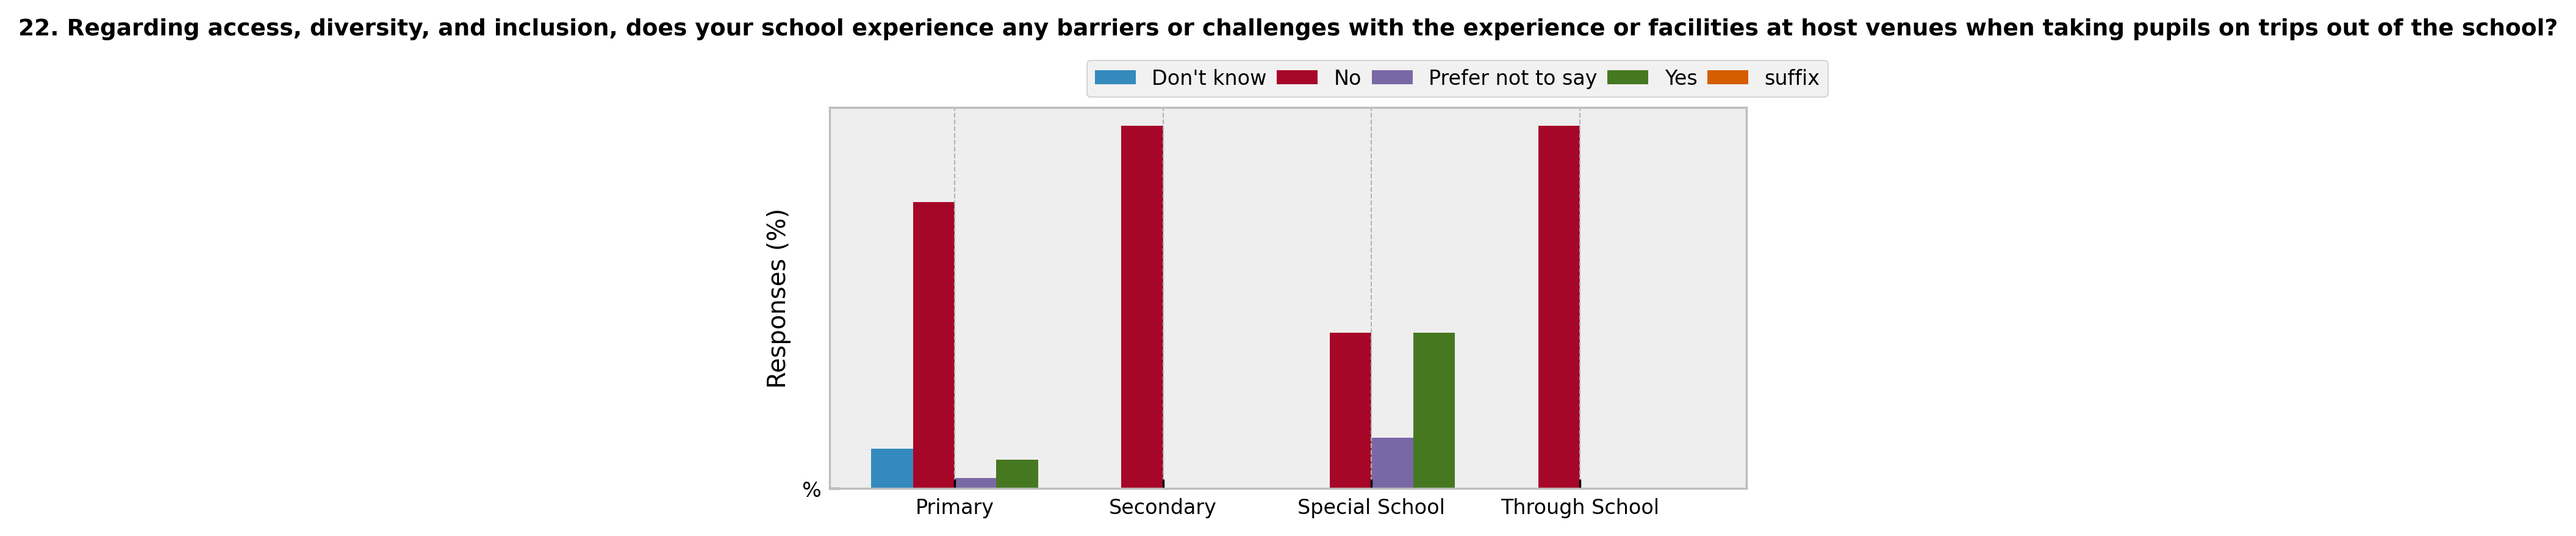 22. Regarding access, diversity, and inclusion, does your school experience any barriers or challenges with the experience or facilities at host venues when taking pupils on trips out of the school?
Don't know No Prefer not to say Yes suffix
Responses (%)
%
Primary Secondary Special School Through School